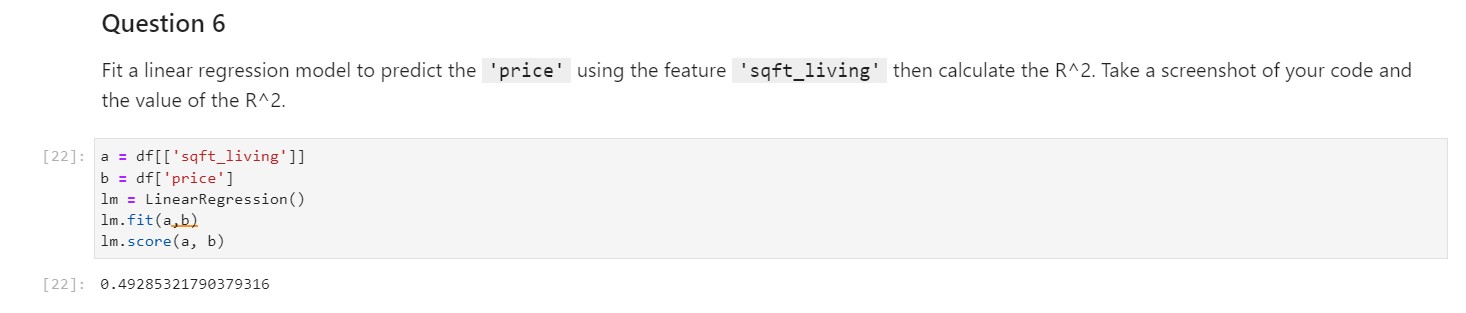 Question 6
Fit a linear regression model to predict the 'price' using the feature 'sqft_living' then calculate the R^2. Take a screenshot of your code and
the value of the R^2.
[22]: a = df[['sqft_living']]
b = df['price']
lm = LinearRegression()
lm.fit(a,b)
lm.score(a, b)
[22]: 0.49285321790379316